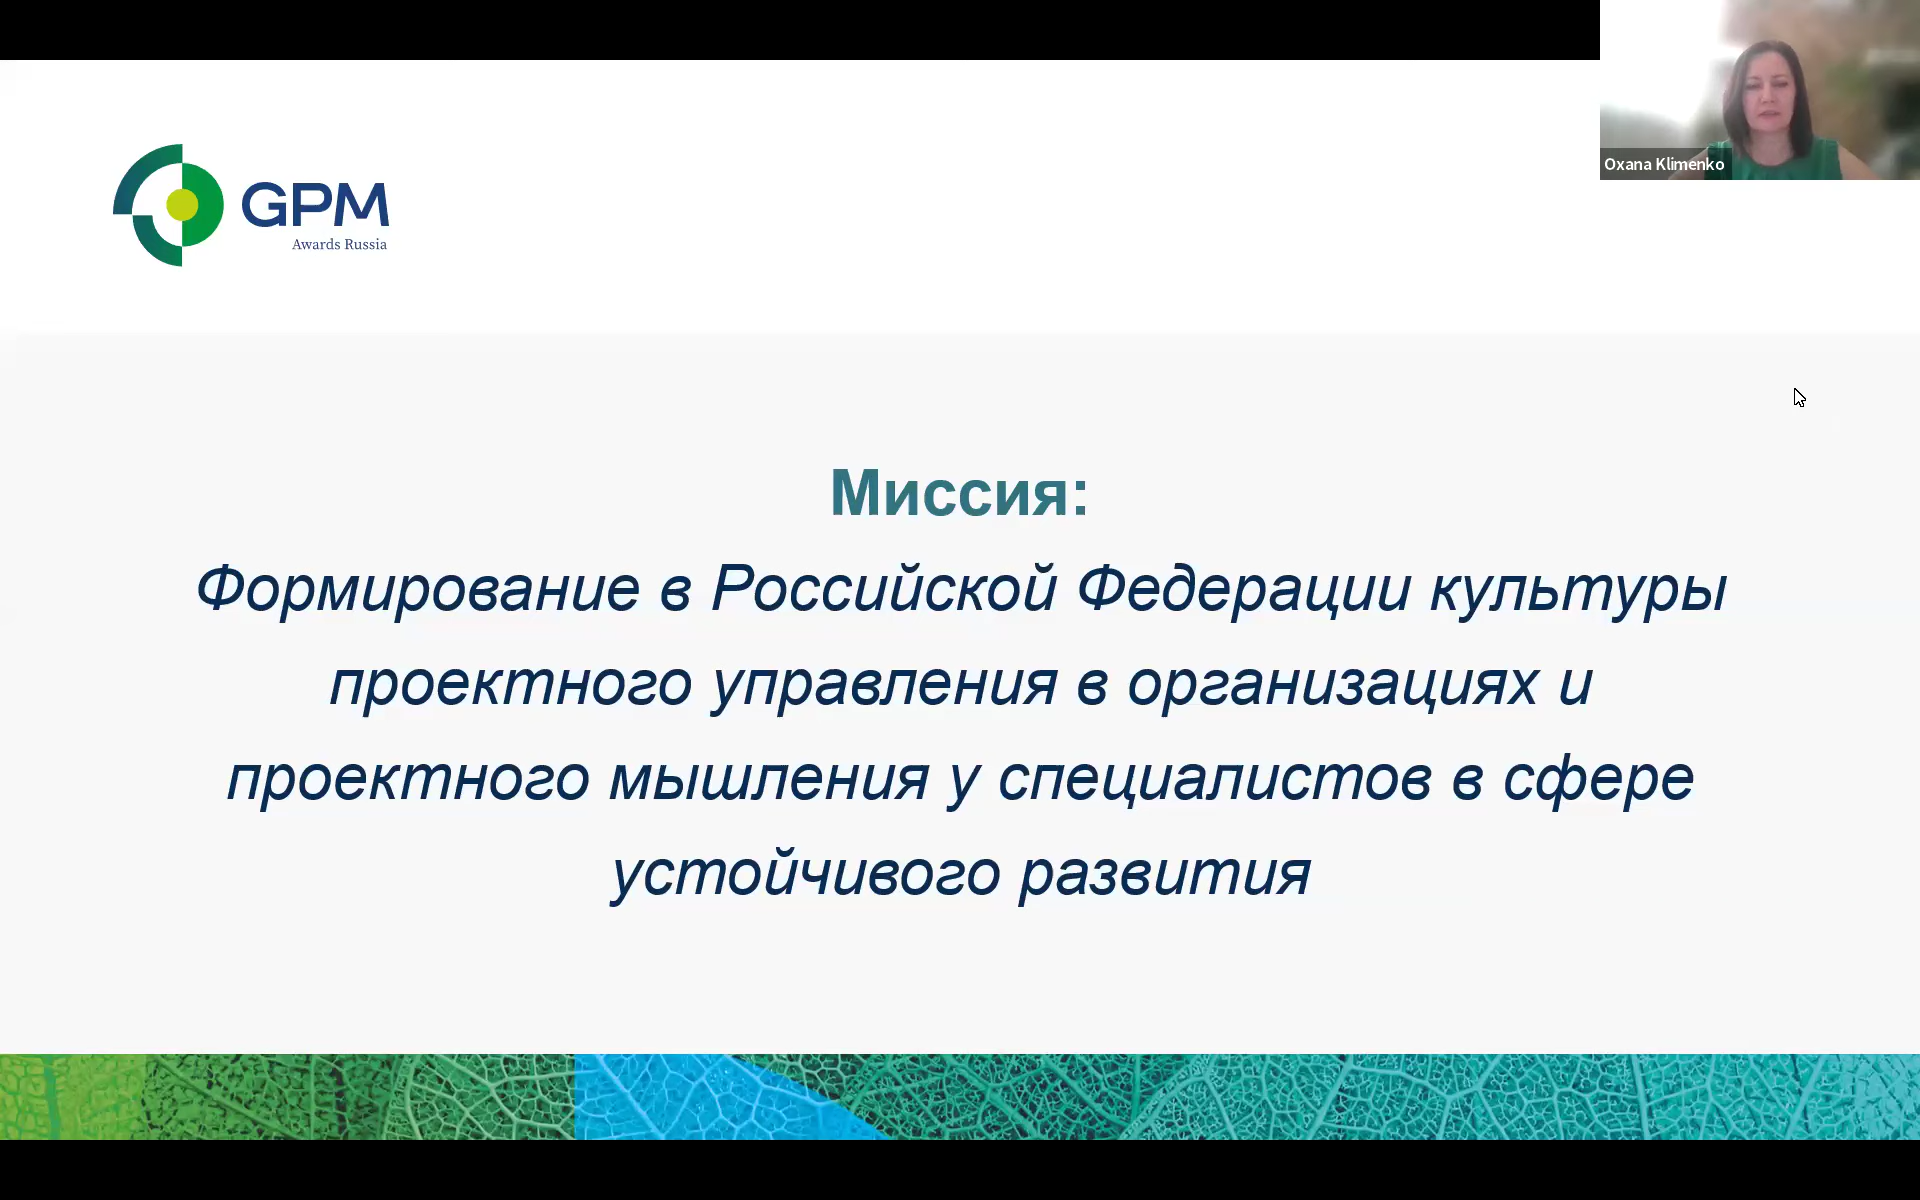 Oxana Klimenko
GPM
Awards Russia
Миссия:
Формирование в Российской Федерации культуры
проектного управления в организациях и
проектного мышления у специалистов в сфере
устойчивого развития